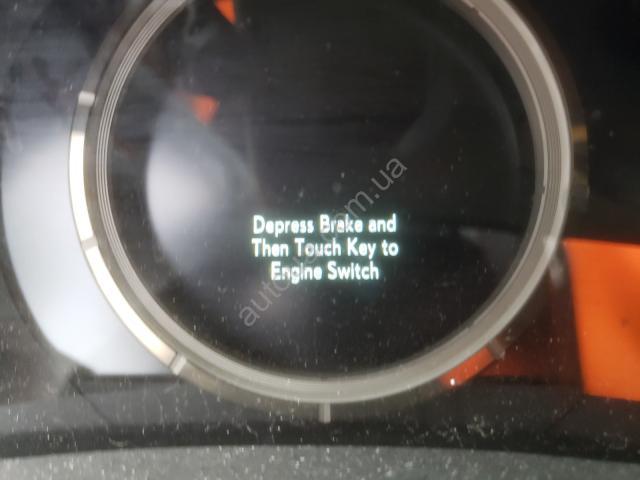 Depress Brake and
Then Touch Key to
Engine Switch